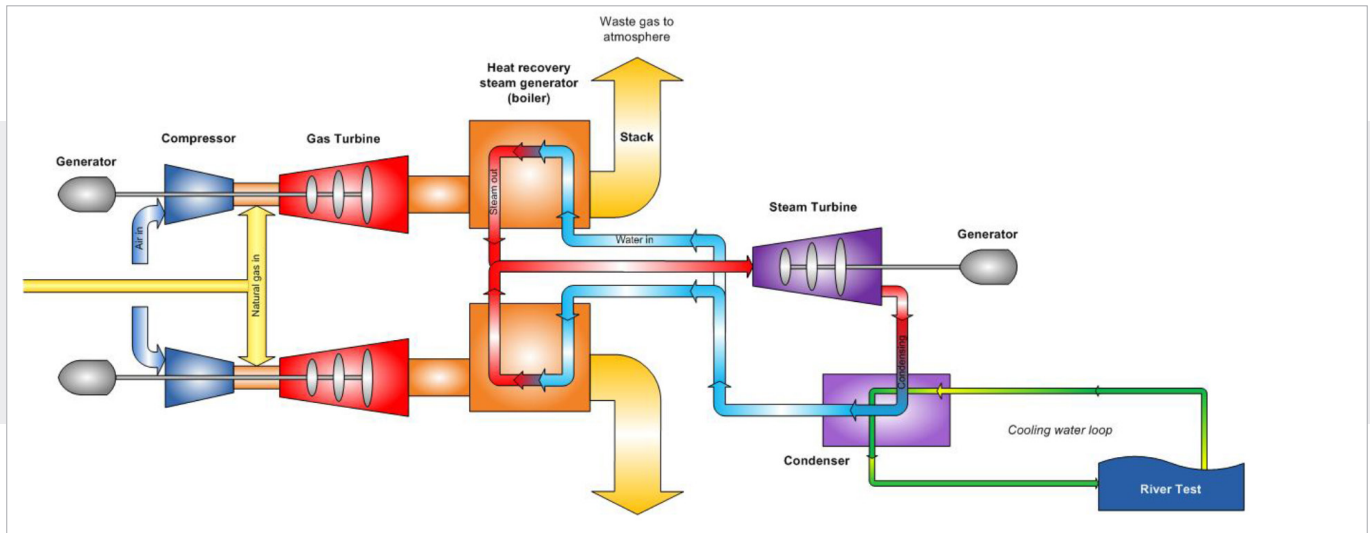 Waste gas to
atmosphere
Heat recovery
steam generator
(boiler)
Stack
Compressor
Gas Turbine
Generator
Air in
Natural gas in
Steam out
Water in
Steam Turbine
Generator
Condensing
Condenser
Cooling water loop
River Test